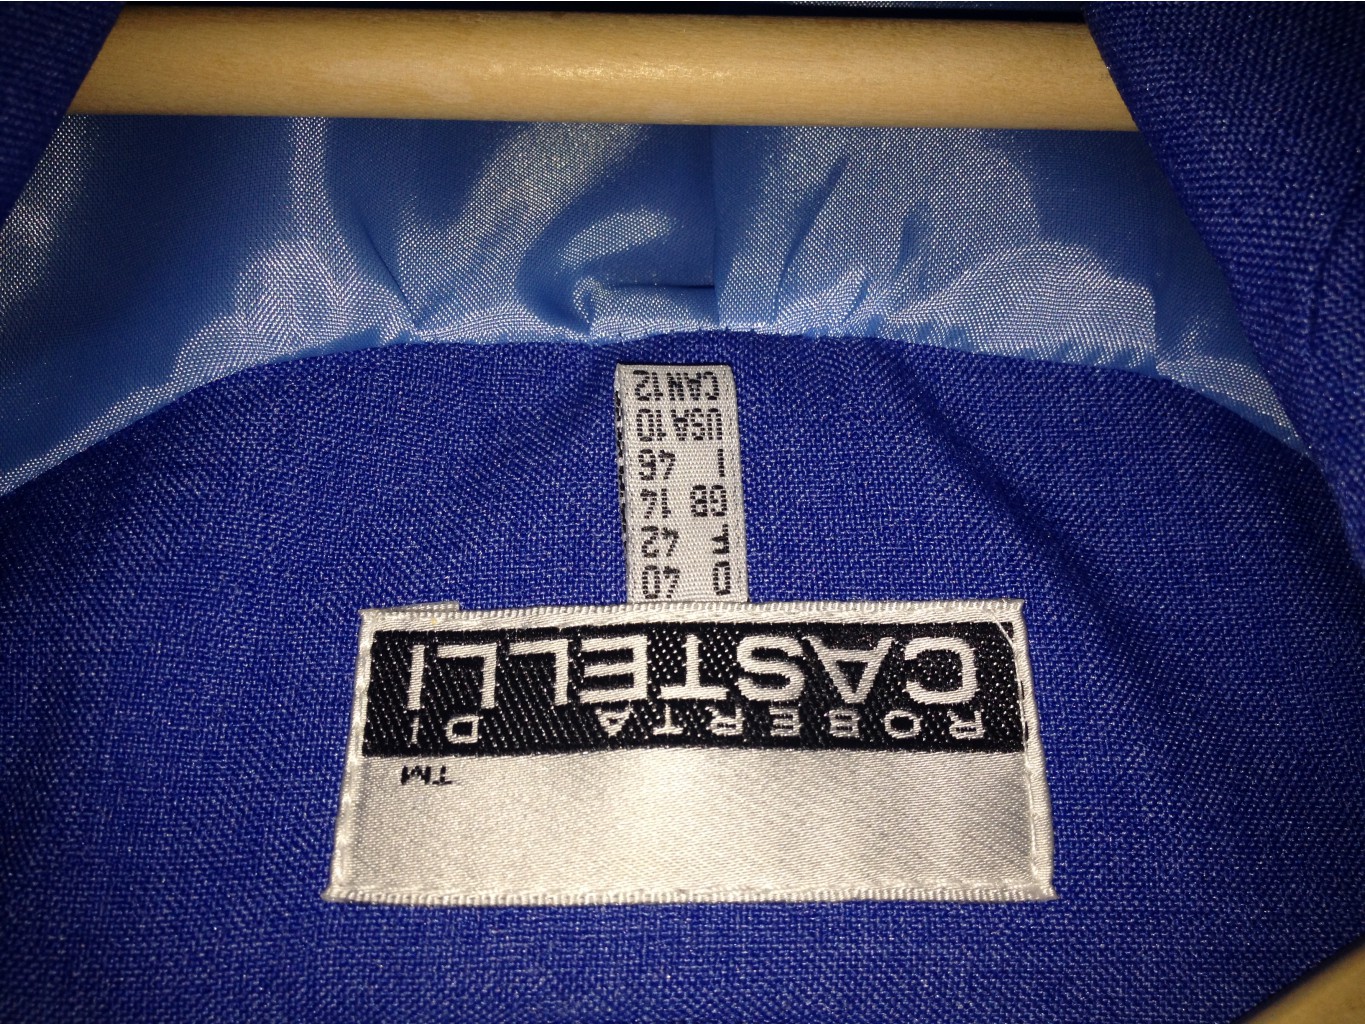 TM
ROBERTA DI
CASTELLI
D 40
F 42
GB 14
I 46
USA10
CAN12